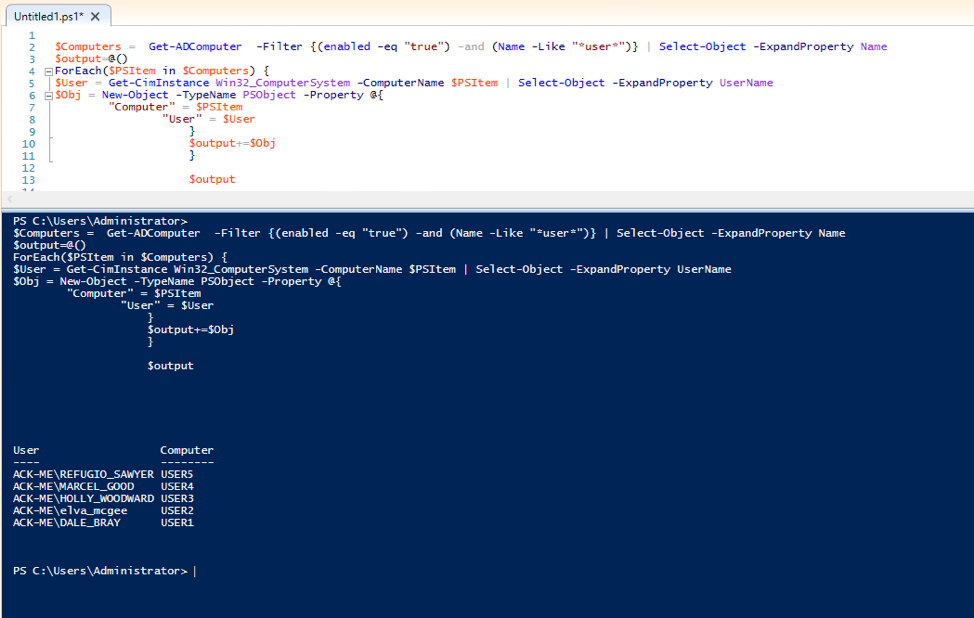 Untitled1.ps1* X
1
2 $Computers =  Get-ADComputer  -Filter {(enabled -eq "true") -and (Name -Like "*user*")} | Select-Object -ExpandProperty Name
3 $output=@()
4 ForEach($PSItem in $Computers) {
5 $User = Get-CimInstance Win32_ComputerSystem -ComputerName $PSItem | Select-Object -ExpandProperty UserName
6 $Obj = New-Object -TypeName PSObject -Property @{
7 "Computer" = $PSItem
8 "User" = $User
9 }
10 $output+=$Obj
11 }
12
13 $output
PS C:\Users\Administrator>
$Computers =  Get-ADComputer  -Filter {(enabled -eq "true") -and (Name -Like "*user*")} | Select-Object -ExpandProperty Name
$output=@()
ForEach($PSItem in $Computers) {
$User = Get-CimInstance Win32_ComputerSystem -ComputerName $PSItem | Select-Object -ExpandProperty UserName
$Obj = New-Object -TypeName PSObject -Property @{
"Computer" = $PSItem
"User" = $User
}
$output+=$Obj
}
$output
User Computer
---- --------
ACK-ME\REFUGIO_SAWYER USER5
ACK-ME\MARCEL_GOOD USER4
ACK-ME\HOLLY_WOODWARD USER3
ACK-ME\elva_mcgee USER2
ACK-ME\DALE_BRAY USER1
PS C:\Users\Administrator>